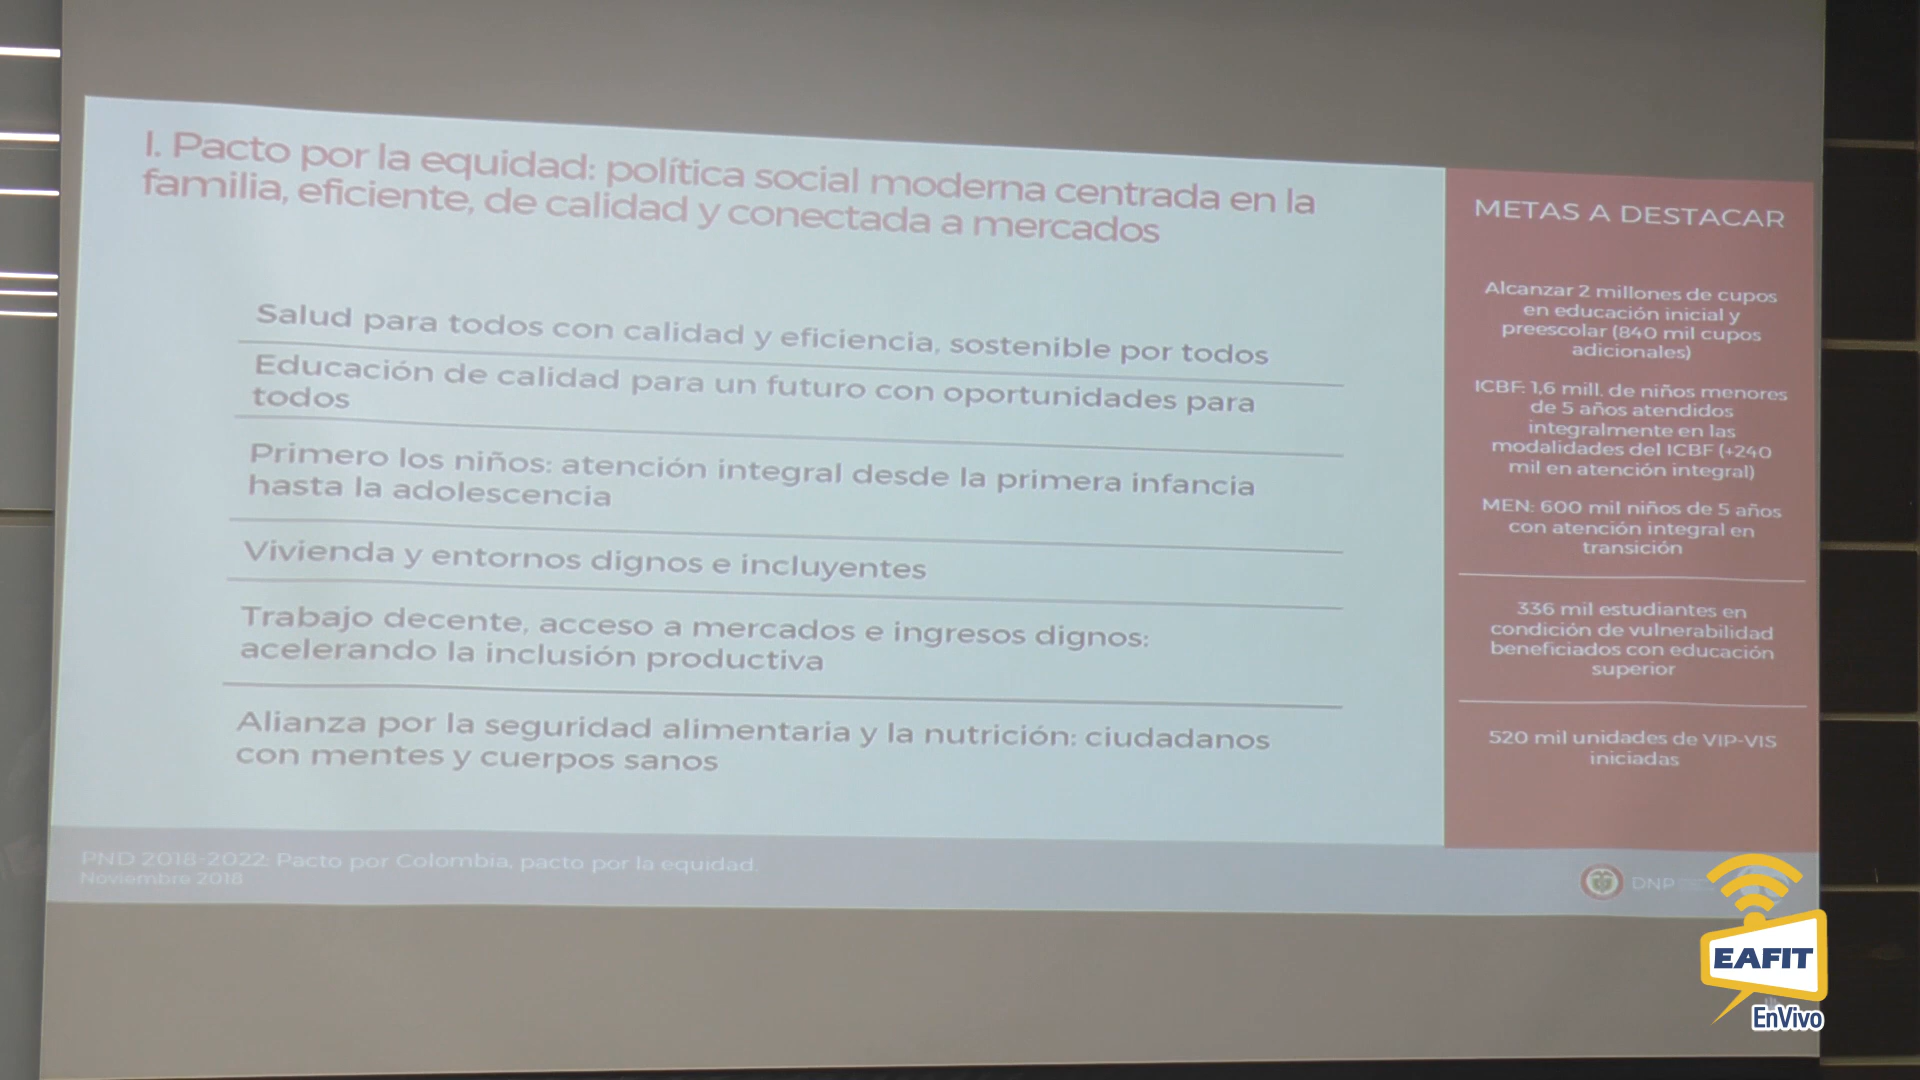 I. Pacto por la equidad: política social moderna centrada en la
familia, eficiente, de calidad y conectada a mercados
Salud para todos con calidad y eficiencia, sostenible por todos
Educación de calidad para un futuro con oportunidades para
todos
Primero los niños: atención integral desde la primera infancia
hasta la adolescencia
Vivienda y entornos dignos e incluyentes
Trabajo decente, acceso a mercados e ingresos dignos:
acelerando la inclusión productiva
Alianza por la seguridad alimentaria y la nutrición: ciudadanos
con mentes y cuerpos sanos
METAS A DESTACAR
Alcanzar 2 millones de cupos
en educación inicial y
preescolar (840 mil cupos
adicionales)
ICBF: 1,6 mill. de niños menores
de 5 años atendidos
integralmente en las
modalidades del ICBF (+240
mil en atención integral)
MEN: 600 mil niños de 5 años
con atención integral en
transición
336 mil estudiantes en
condición de vulnerabilidad
beneficiados con educación
superior
520 mil unidades de VIP-VIS
iniciadas
PND 2018-2022: Pacto por Colombia, pacto por la equidad.
Noviembre 2018
DNP
EAFIT
EnVivo